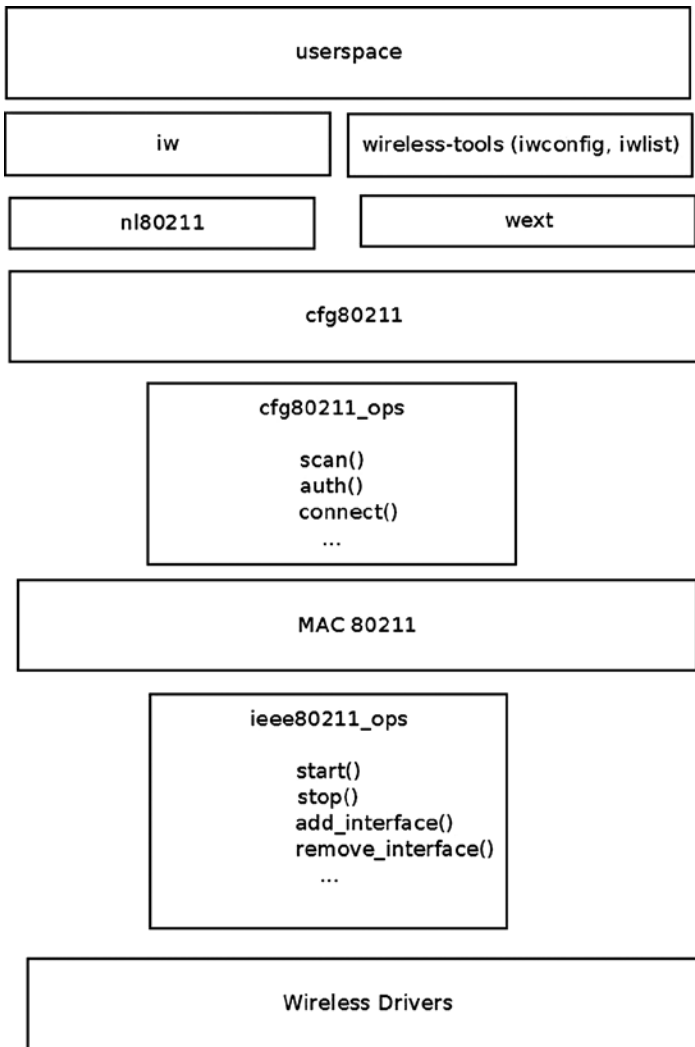 userspace
iw
wireless-tools (iwconfig, iwlist)
nl80211
wext
cfg80211
cfg80211_ops
scan()
auth()
connect()
...
MAC 80211
ieee80211_ops
start()
stop()
add_interface()
remove_interface()
...
Wireless Drivers